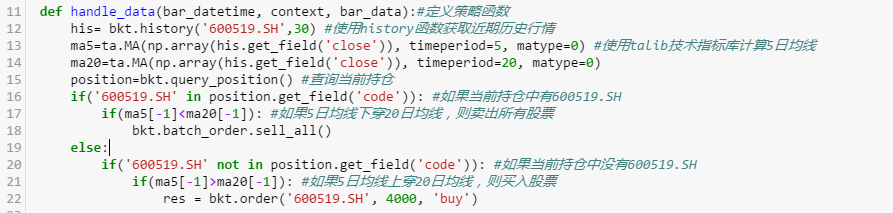 11 def handle_data(bar_datetime, context, bar_data):#定义策略函数
12     his= bkt.history('600519.SH',30) #使用history函数获取近期历史行情
13     ma5=ta.MA(np.array(his.get_field('close')), timeperiod=5, matype=0) #使用talib技术指标库计算5日均线
14     ma20=ta.MA(np.array(his.get_field('close')), timeperiod=20, matype=0)
15     position=bkt.query_position() #查询当前持仓
16     if('600519.SH' in position.get_field('code')): #如果当前持仓中有600519.SH
17         if(ma5[-1]<ma20[-1]): #如果5日均线下穿20日均线，则卖出所有股票
18             bkt.batch_order.sell_all()
19     else:
20         if('600519.SH' not in position.get_field('code')): #如果当前持仓中没有600519.SH
21             if(ma5[-1]>ma20[-1]): #如果5日均线上穿20日均线，则买入股票
22                 res = bkt.order('600519.SH', 4000, 'buy')